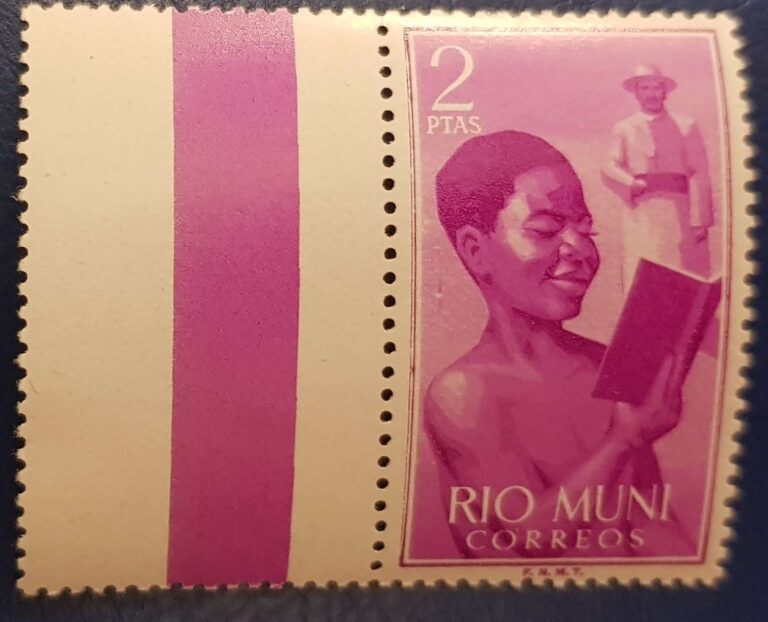 2
PTAS
RIO MUNI
CORREOS
F. N. M. T.